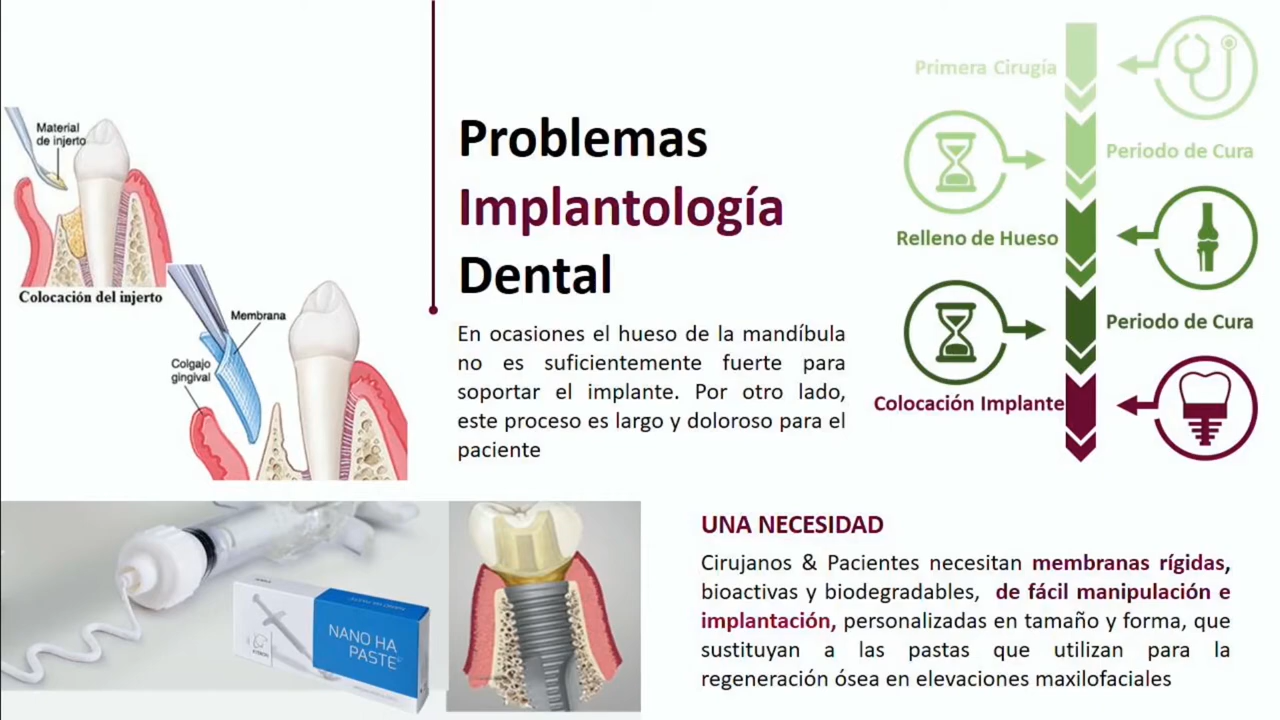 Material
de injerto
Colocación del injerto
Membrana
Colgajo
gingival
Problemas
Implantología
Dental
En ocasiones el hueso de la mandíbula
no es suficientemente fuerte para
soportar el implante. Por otro lado,
este proceso es largo y doloroso para el
paciente
Primera Cirugía
Periodo de Cura
Relleno de Hueso
Periodo de Cura
Colocación Implante
NANO HA
PASTE
UNA NECESIDAD
Cirujanos & Pacientes necesitan membranas rígidas,
bioactivas y biodegradables, de fácil manipulación e
implantación, personalizadas en tamaño y forma, que
sustituyan a las pastas que utilizan para la
regeneración ósea en elevaciones maxilofaciales